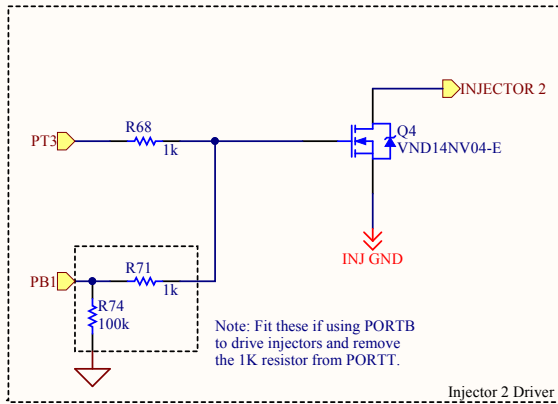 INJECTOR 2
Q4
VND14NV04-E
R68
PT3
1k
INJ GND
R71
PB1
1k
R74
100k
Note: Fit these if using PORTB
to drive injectors and remove
the 1K resistor from PORTT.
Injector 2 Driver